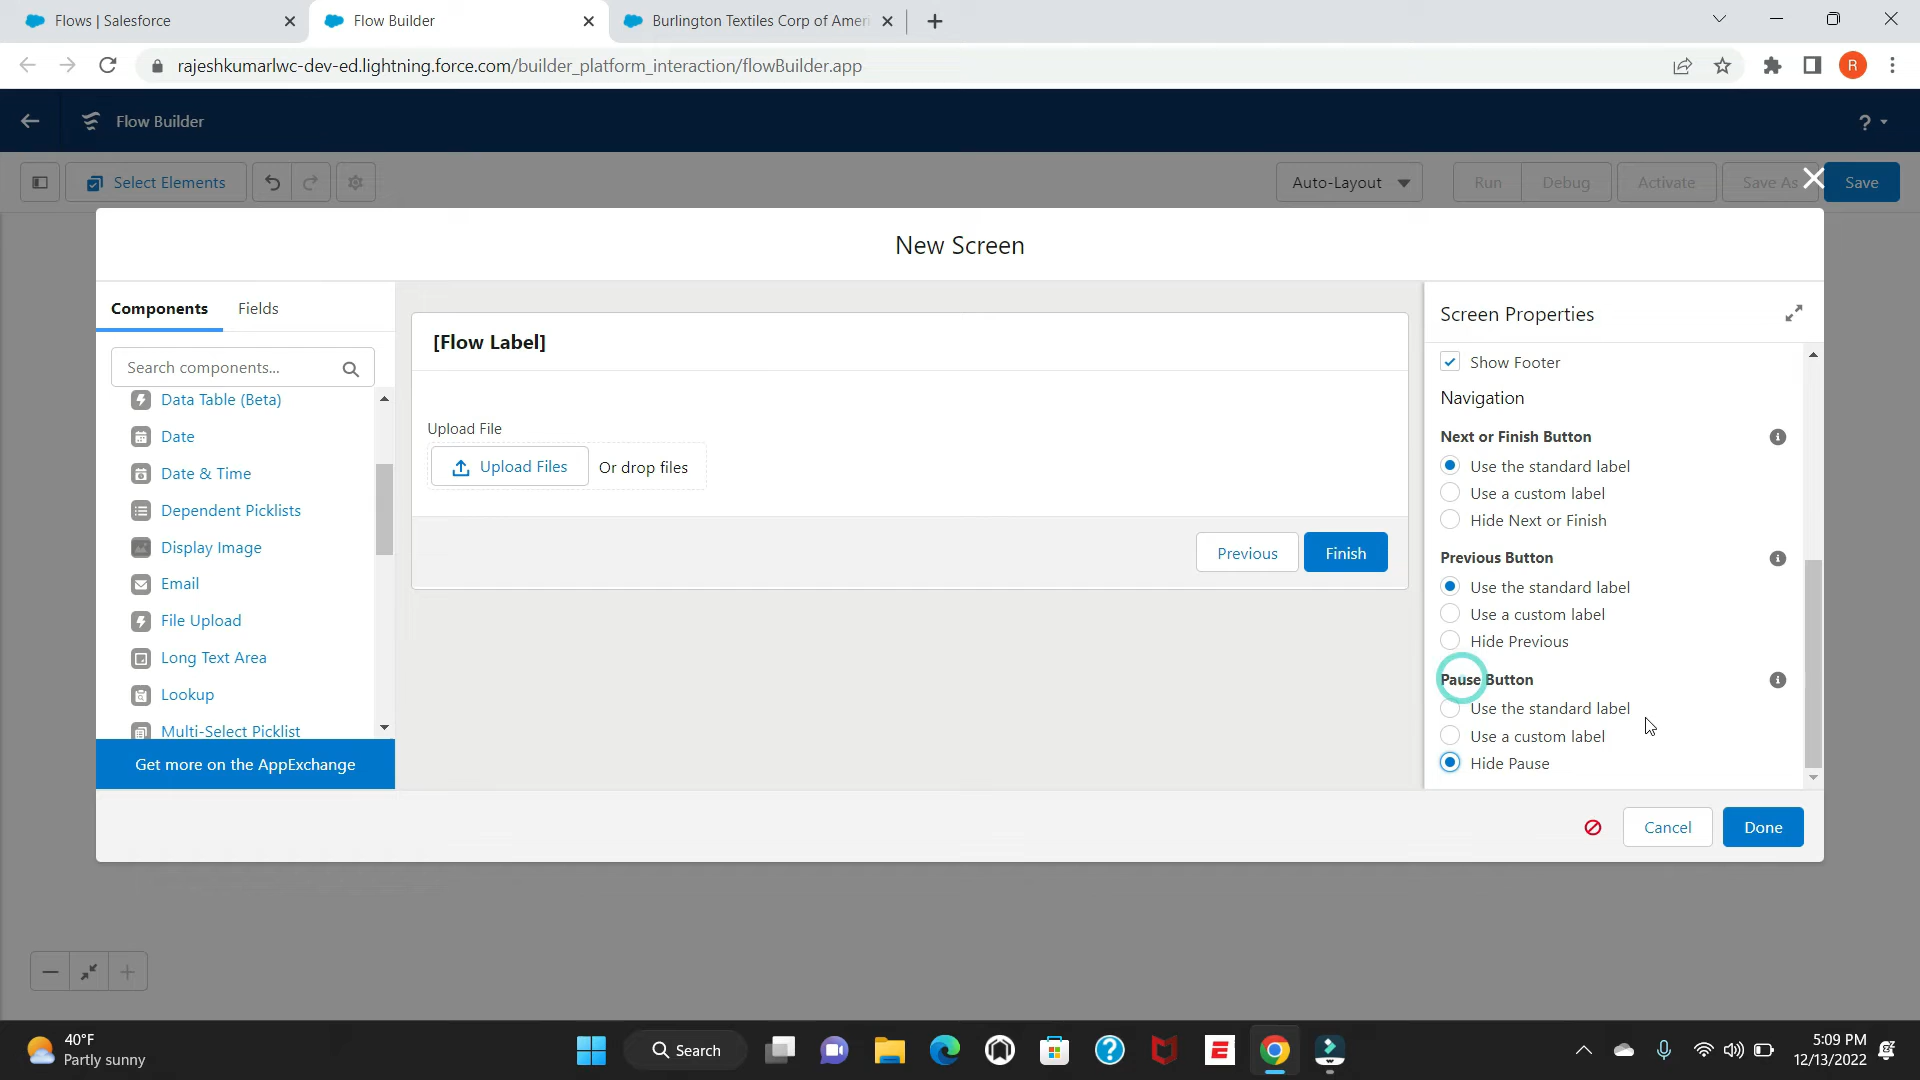 Flows | Salesforce
Flow Builder
Burlington Textiles Corp of Ameri
rajeshkumarlwc-dev-ed.lightning.force.com/builder_platform_interaction/flowBuilder.app
R
Flow Builder
?
Select Elements
Auto-Layout
Run
Debug
Activate
Save As
Save
New Screen
Components
Fields
Search components...
Data Table (Beta)
Date
Date & Time
Dependent Picklists
Display Image
Email
File Upload
Long Text Area
Lookup
Multi-Select Picklist
Get more on the AppExchange
[Flow Label]
Upload File
Upload Files
Or drop files
Previous
Finish
Screen Properties
Show Footer
Navigation
Next or Finish Button
Use the standard label
Use a custom label
Hide Next or Finish
Previous Button
Use the standard label
Use a custom label
Hide Previous
Pause Button
Use the standard label
Use a custom label
Hide Pause
Cancel
Done
40°F
Partly sunny
Search
5:09 PM
12/13/2022